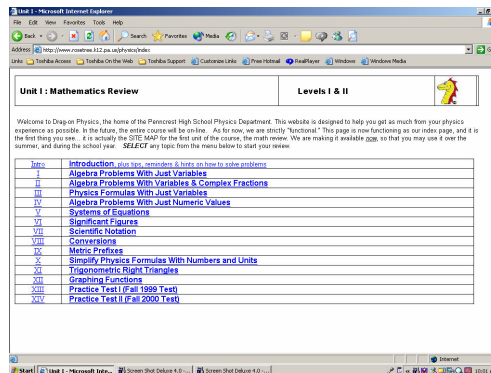 Unit I - Microsoft Internet Explorer
File Edit View Favorites Tools Help
Back Search Favorites Media
Address http://www.rosetree.k12.pa.us/physics/index
Links Toshiba Access Toshiba On the Web Toshiba Support Customize Links Free Hotmail RealPlayer Windows Windows Media
Unit I : Mathematics Review Levels I & II
Welcome to Drag-on Physics, the home of the Penncrest High School Physics Department. This website is designed to help you get as much from your physics
experience as possible. In the future, the entire course will be on-line. As for now, we are strictly "functional." This page is now functioning as our index page, and it is
the first thing you see... it is actually the SITE MAP for the first unit of the course, the math review. We are making it available now, so that you may use it over the
summer, and during the school year. SELECT any topic from the menu below to start your review.
Intro Introduction, plus tips, reminders & hints on how to solve problems
I Algebra Problems With Just Variables
II Algebra Problems With Variables & Complex Fractions
III Physics Formulas With Just Variables
IV Algebra Problems With Just Numeric Values
V Systems of Equations
VI Significant Figures
VII Scientific Notation
VIII Conversions
IX Metric Prefixes
X Simplify Physics Formulas With Numbers and Units
XI Trigonometric Right Triangles
XII Graphing Functions
XIII Practice Test I (Fall 1999 Test)
XIV Practice Test II (Fall 2000 Test)
Internet
Start Unit I - Microsoft Inte... Screen Shot Deluxe 4.0 -... Screen Shot Deluxe 4.0 -... 10:01